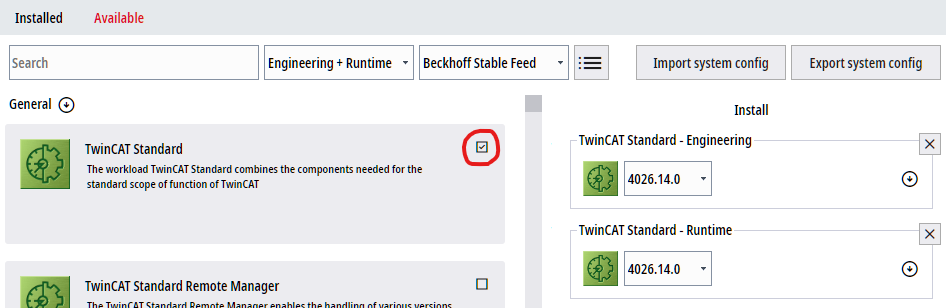 Installed Available
Search Engineering + Runtime Beckhoff Stable Feed Import system config Export system config
General
Install
TwinCAT Standard
The workload TwinCAT Standard combines the components needed for the
standard scope of function of TwinCAT
TwinCAT Standard - Engineering
4026.14.0
TwinCAT Standard - Runtime
4026.14.0
TwinCAT Standard Remote Manager
The TwinCAT Standard Remote Manager enables the handling of various versions